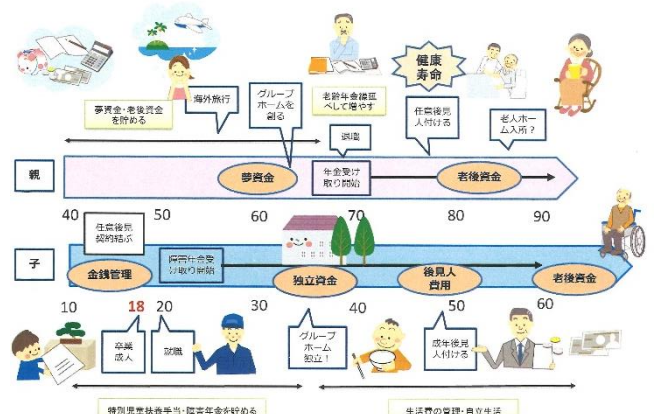 夢資金・老後資金
を貯める
海外旅行
グループ
ホームを
創る
老齢年金繰延
べして増やす
健康
寿命
退職
任意後見
人付ける
老人ホー
ム入所？
親
夢資金
年金受け
取り開始
老後資金
40
50
60
70
80
90
任意後見
契約結ぶ
子
金銭管理
障害年金受
け取り開始
独立資金
後見人
費用
老後資金
10
18
20
30
40
50
60
卒業
成人
就職
グループ
ホーム
独立！
成年後見
人付ける
特別児童扶養手当・障害年金を貯める
生活費の管理・自立生活